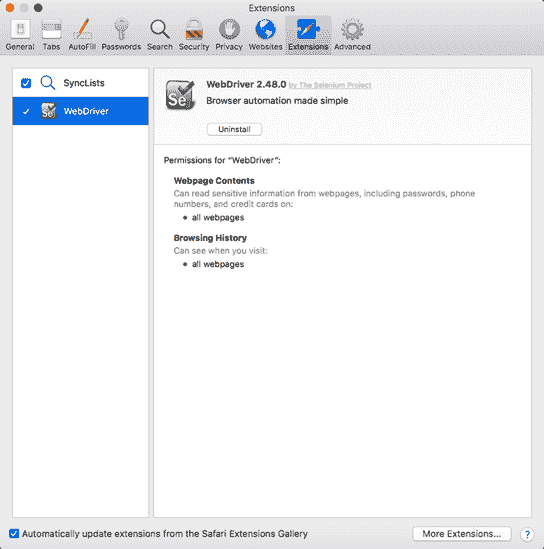 Extensions
General Tabs AutoFill Passwords Search Security Privacy Websites Extensions Advanced
SyncLists
WebDriver
WebDriver 2.48.0 by The Selenium Project
Browser automation made simple
Uninstall
Permissions for “WebDriver”:
Webpage Contents
Can read sensitive information from webpages, including passwords, phone
numbers, and credit cards on:
• all webpages
Browsing History
Can see when you visit:
• all webpages
Automatically update extensions from the Safari Extensions Gallery
More Extensions...
?
Se
Se